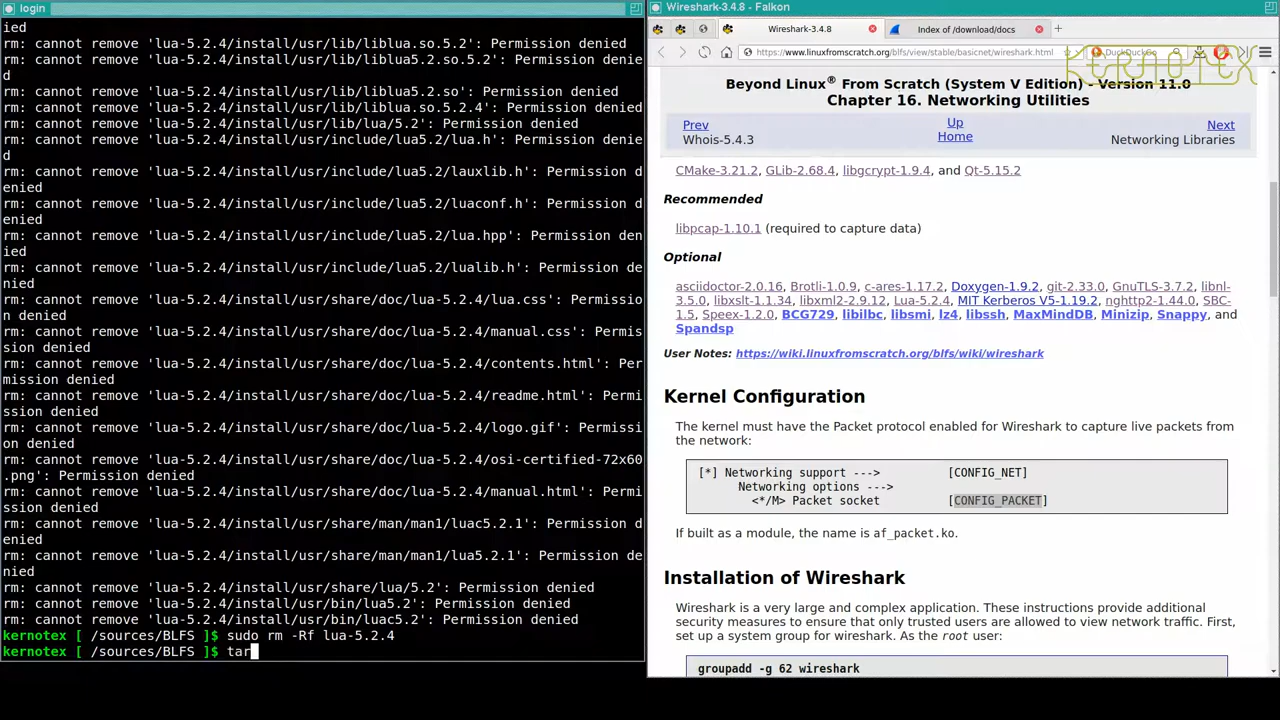 login
ied
rm: cannot remove 'lua-5.2.4/install/usr/lib/liblua.so.5.2': Permission denied
rm: cannot remove 'lua-5.2.4/install/usr/lib/liblua5.2.so.5.2': Permission denie
d
rm: cannot remove 'lua-5.2.4/install/usr/lib/liblua5.2.so': Permission denied
rm: cannot remove 'lua-5.2.4/install/usr/lib/liblua.so.5.2.4': Permission denied
rm: cannot remove 'lua-5.2.4/install/usr/lib/lua/5.2': Permission denied
rm: cannot remove 'lua-5.2.4/install/usr/include/lua5.2/lua.h': Permission denie
d
rm: cannot remove 'lua-5.2.4/install/usr/include/lua5.2/lauxlib.h': Permission d
enied
rm: cannot remove 'lua-5.2.4/install/usr/include/lua5.2/luaconf.h': Permission d
enied
rm: cannot remove 'lua-5.2.4/install/usr/include/lua5.2/lua.hpp': Permission den
ied
rm: cannot remove 'lua-5.2.4/install/usr/include/lua5.2/lualib.h': Permission de
nied
rm: cannot remove 'lua-5.2.4/install/usr/share/doc/lua-5.2.4/lua.css': Permissio
n denied
rm: cannot remove 'lua-5.2.4/install/usr/share/doc/lua-5.2.4/manual.css': Permis
sion denied
rm: cannot remove 'lua-5.2.4/install/usr/share/doc/lua-5.2.4/contents.html': Per
mission denied
rm: cannot remove 'lua-5.2.4/install/usr/share/doc/lua-5.2.4/readme.html': Permi
ssion denied
rm: cannot remove 'lua-5.2.4/install/usr/share/doc/lua-5.2.4/logo.gif': Permissi
on denied
rm: cannot remove 'lua-5.2.4/install/usr/share/doc/lua-5.2.4/osi-certified-72x60
.png': Permission denied
rm: cannot remove 'lua-5.2.4/install/usr/share/doc/lua-5.2.4/manual.html': Permi
ssion denied
rm: cannot remove 'lua-5.2.4/install/usr/share/man/man1/luac5.2.1': Permission d
enied
rm: cannot remove 'lua-5.2.4/install/usr/share/man/man1/lua5.2.1': Permission de
nied
rm: cannot remove 'lua-5.2.4/install/usr/share/lua/5.2': Permission denied
rm: cannot remove 'lua-5.2.4/install/usr/bin/lua5.2': Permission denied
rm: cannot remove 'lua-5.2.4/install/usr/bin/luac5.2': Permission denied
kernotex [ /sources/BLFS ]$ sudo rm -Rf lua-5.2.4
kernotex [ /sources/BLFS ]$ tar
Wireshark-3.4.8 - Falkon
Wireshark-3.4.8
Index of /download/docs
https://www.linuxfromscratch.org/blfs/view/stable/basicnet/wireshark.html
DuckDuckGo
KERNOTEX
Beyond Linux® From Scratch (System V Edition) - Version 11.0
Chapter 16. Networking Utilities
Prev Up Next
Whois-5.4.3 Home Networking Libraries
CMake-3.21.2, GLib-2.68.4, libgcrypt-1.9.4, and Qt-5.15.2
Recommended
libpcap-1.10.1 (required to capture data)
Optional
asciidoctor-2.0.16, Brotli-1.0.9, c-ares-1.17.2, Doxygen-1.9.2, git-2.33.0, GnuTLS-3.7.2, libnl-
3.5.0, libxslt-1.1.34, libxml2-2.9.12, Lua-5.2.4, MIT Kerberos V5-1.19.2, nghttp2-1.44.0, SBC-
1.5, Speex-1.2.0, BCG729, libilbc, libsmi, lz4, libssh, MaxMindDB, Minizip, Snappy, and
Spandsp
User Notes: https://wiki.linuxfromscratch.org/blfs/wiki/wireshark
Kernel Configuration
The kernel must have the Packet protocol enabled for Wireshark to capture live packets from
the network:
[*] Networking support ---> [CONFIG_NET]
Networking options --->
<*/M> Packet socket [CONFIG_PACKET]
If built as a module, the name is af_packet.ko.
Installation of Wireshark
Wireshark is a very large and complex application. These instructions provide additional
security measures to ensure that only trusted users are allowed to view network traffic. First,
set up a system group for wireshark. As the root user:
groupadd -g 62 wireshark